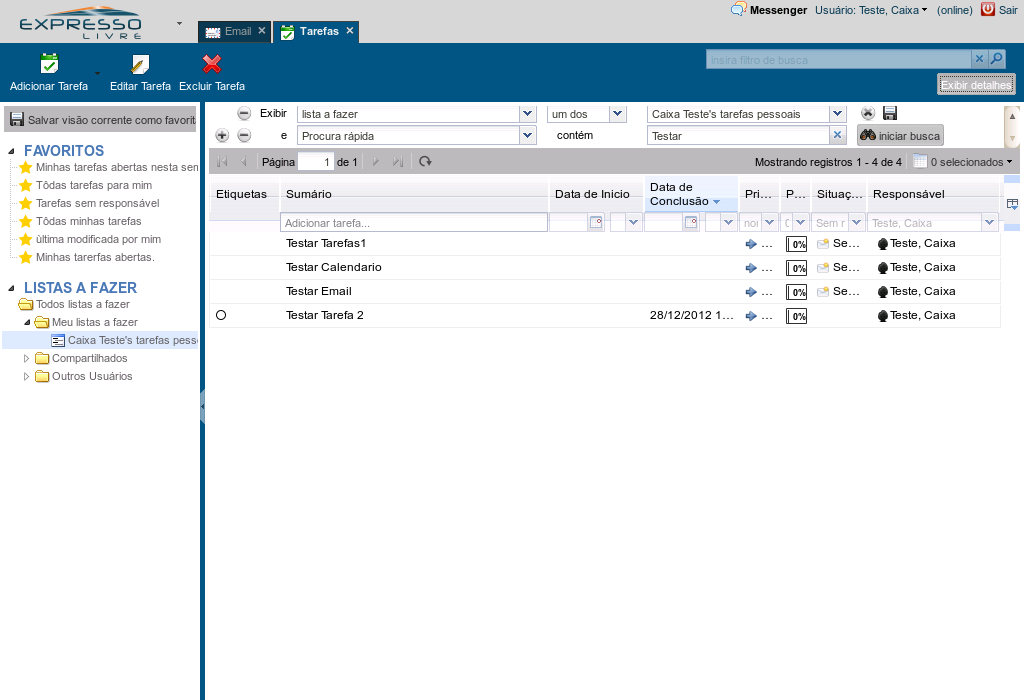 EXPRESSO
LIVRE
Email
Tarefas
Messenger
Usuário: Teste, Caixa
(online)
Sair
Adicionar Tarefa
Editar Tarefa
Excluir Tarefa
insira filtro de busca
Exibir detalhes
Salvar visão corrente como favorit
FAVORITOS
Minhas tarefas abertas nesta sen
Tôdas tarefas para mim
Tarefas sem responsável
Tôdas minhas tarefas
última modificada por mim
Minhas tarerfas abertas.
LISTAS A FAZER
Todos listas a fazer
Meu listas a fazer
Caixa Teste's tarefas pesso
Compartilhados
Outros Usuários
Exibir lista a fazer um dos Caixa Teste's tarefas pessoais
e Procura rápida contém Testar iniciar busca
Página 1 de 1 Mostrando registros 1 - 4 de 4 0 selecionados
Etiquetas Sumário Data de Inicio Data de Conclusão Pri... P... Situaç... Responsável
Adicionar tarefa... Teste, Caixa
Testar Tarefas1 ... 0% Se... Teste, Caixa
Testar Calendario ... 0% Se... Teste, Caixa
Testar Email ... 0% Se... Teste, Caixa
Testar Tarefa 2 28/12/2012 1... ... 0% Teste, Caixa